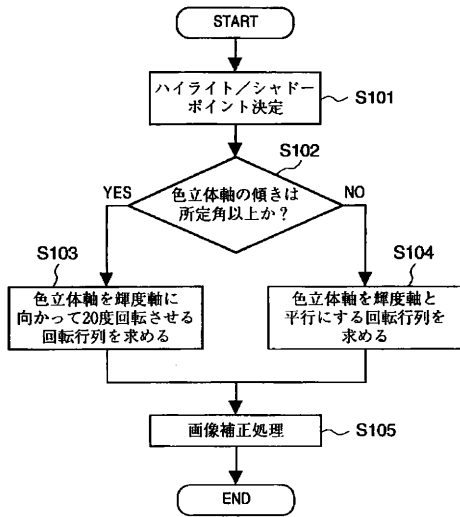 START
ハイライト／シャドー
ポイント決定
S101
S102
色立体軸の傾きは
所定角以上か？
YES
NO
S103
色立体軸を輝度軸に
向かって20度回転させる
回転行列を求める
S104
色立体軸を輝度軸と
平行にする回転行列を
求める
画像補正処理
S105
END